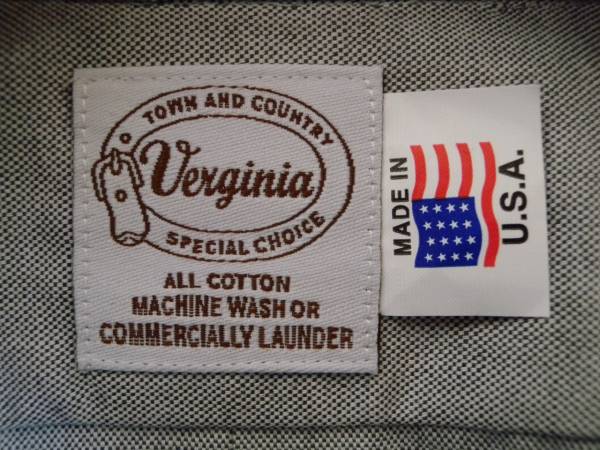 TOWN AND COUNTRY
Verginia
SPECIAL CHOICE
ALL COTTON
MACHINE WASH OR
COMMERCIALLY LAUNDER
MADE IN
U.S.A.